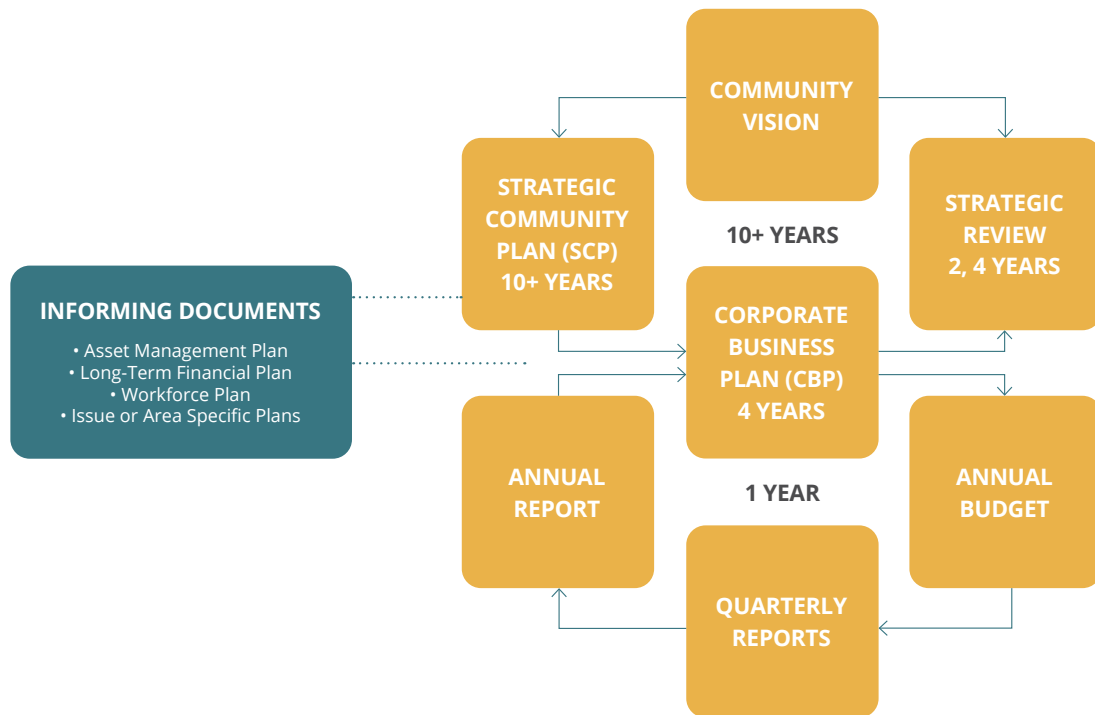 COMMUNITY
VISION
STRATEGIC
COMMUNITY
PLAN (SCP)
10+ YEARS
10+ YEARS
STRATEGIC
REVIEW
2, 4 YEARS
INFORMING DOCUMENTS
• Asset Management Plan
• Long-Term Financial Plan
• Workforce Plan
• Issue or Area Specific Plans
CORPORATE
BUSINESS
PLAN (CBP)
4 YEARS
ANNUAL
REPORT
1 YEAR
ANNUAL
BUDGET
QUARTERLY
REPORTS